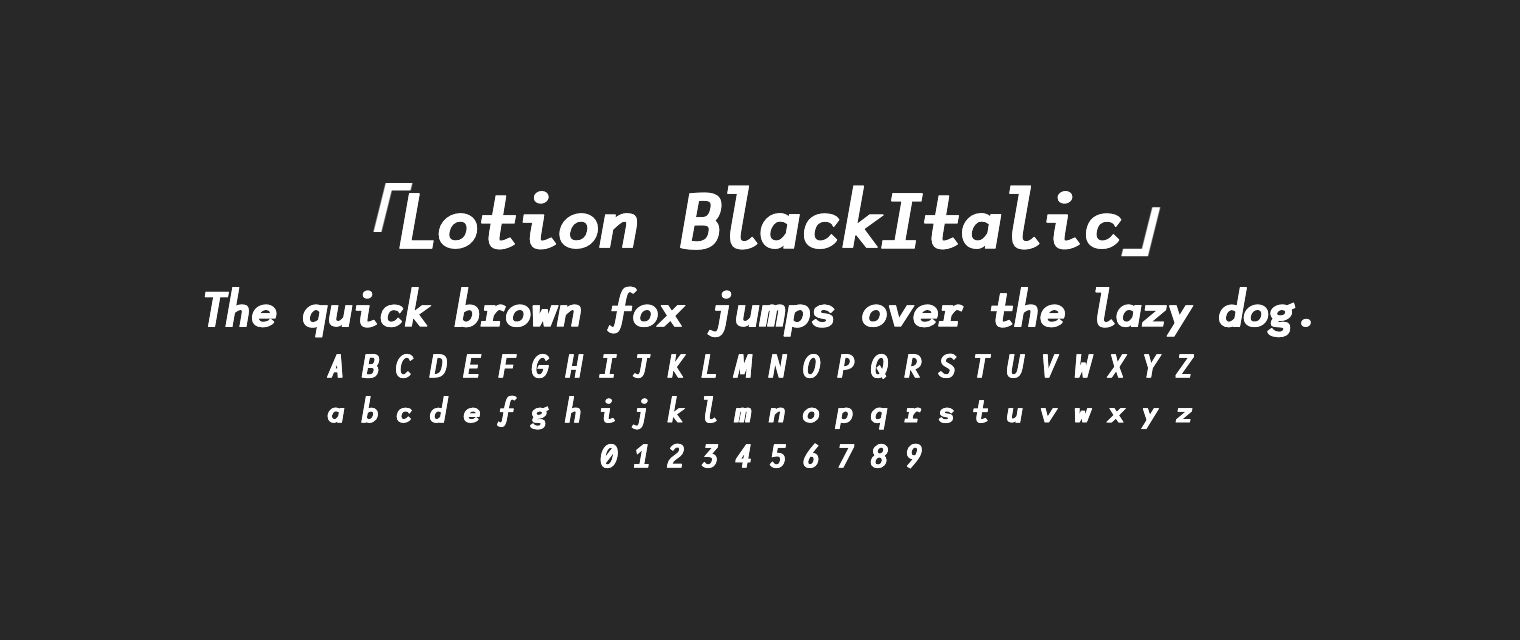 「Lotion BlackItalic」
The quick brown fox jumps over the lazy dog.
A B C D E F G H I J K L M N O P Q R S T U V W X Y Z
a b c d e f g h i j k l m n o p q r s t u v w x y z
0 1 2 3 4 5 6 7 8 9